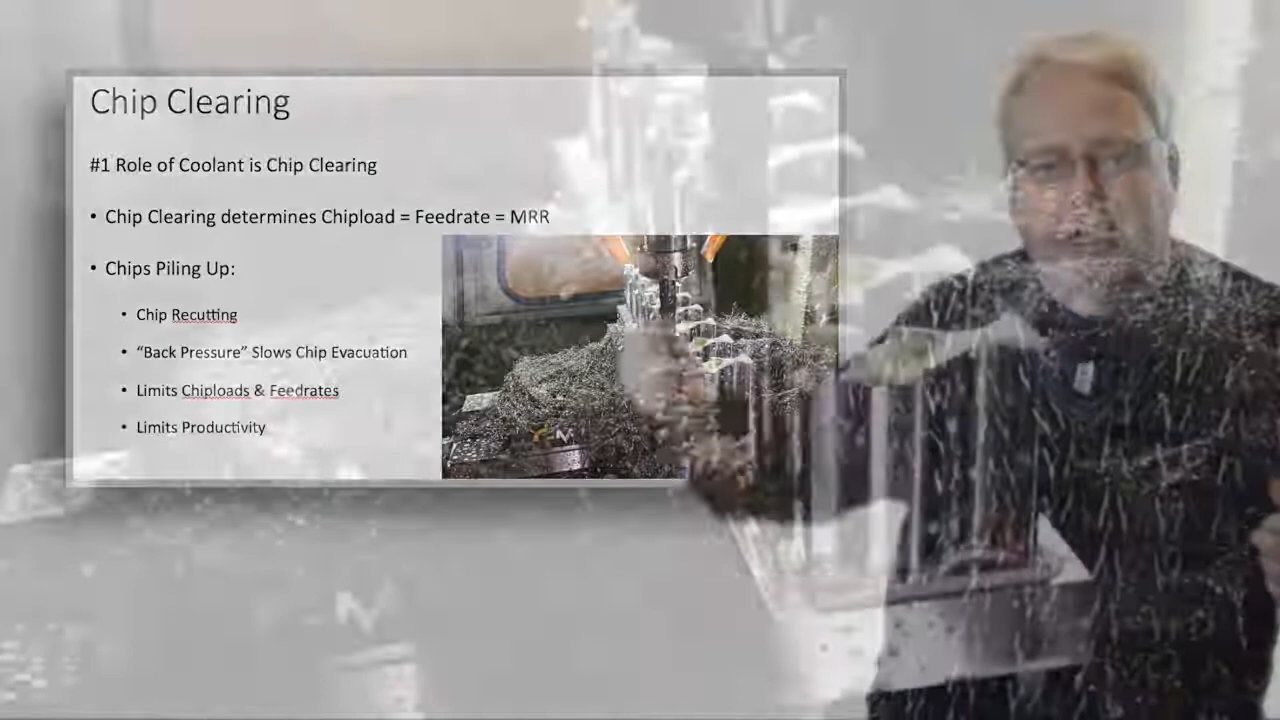 Chip Clearing
#1 Role of Coolant is Chip Clearing
• Chip Clearing determines Chipload = Feedrate = MRR
• Chips Piling Up:
• Chip Recutting
• “Back Pressure” Slows Chip Evacuation
• Limits Chiploads & Feedrates
• Limits Productivity